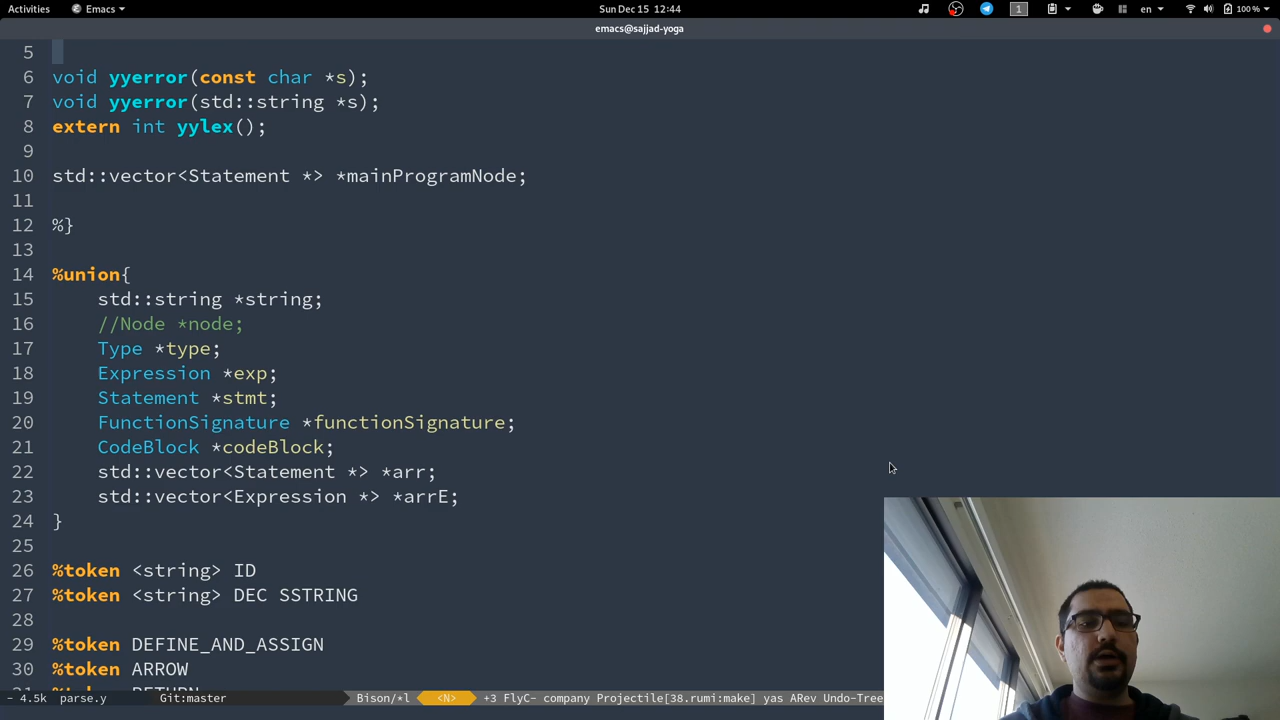 Activities Emacs Sun Dec 15 12:44 1 en 100 %
emacs@sajjad-yoga
5
6 void yyerror(const char *s);
7 void yyerror(std::string *s);
8 extern int yylex();
9
10 std::vector<Statement *> *mainProgramNode;
11
12 %}
13
14 %union{
15 std::string *string;
16 //Node *node;
17 Type *type;
18 Expression *exp;
19 Statement *stmt;
20 FunctionSignature *functionSignature;
21 CodeBlock *codeBlock;
22 std::vector<Statement *> *arr;
23 std::vector<Expression *> *arrE;
24 }
25
26 %token <string> ID
27 %token <string> DEC SSTRING
28
29 %token DEFINE_AND_ASSIGN
30 %token ARROW
31 %token RETURN
- 4.5k parse.y Git:master Bison/*l <N> +3 FlyC- company Projectile[38.rumi:make] yas ARev Undo-Tree